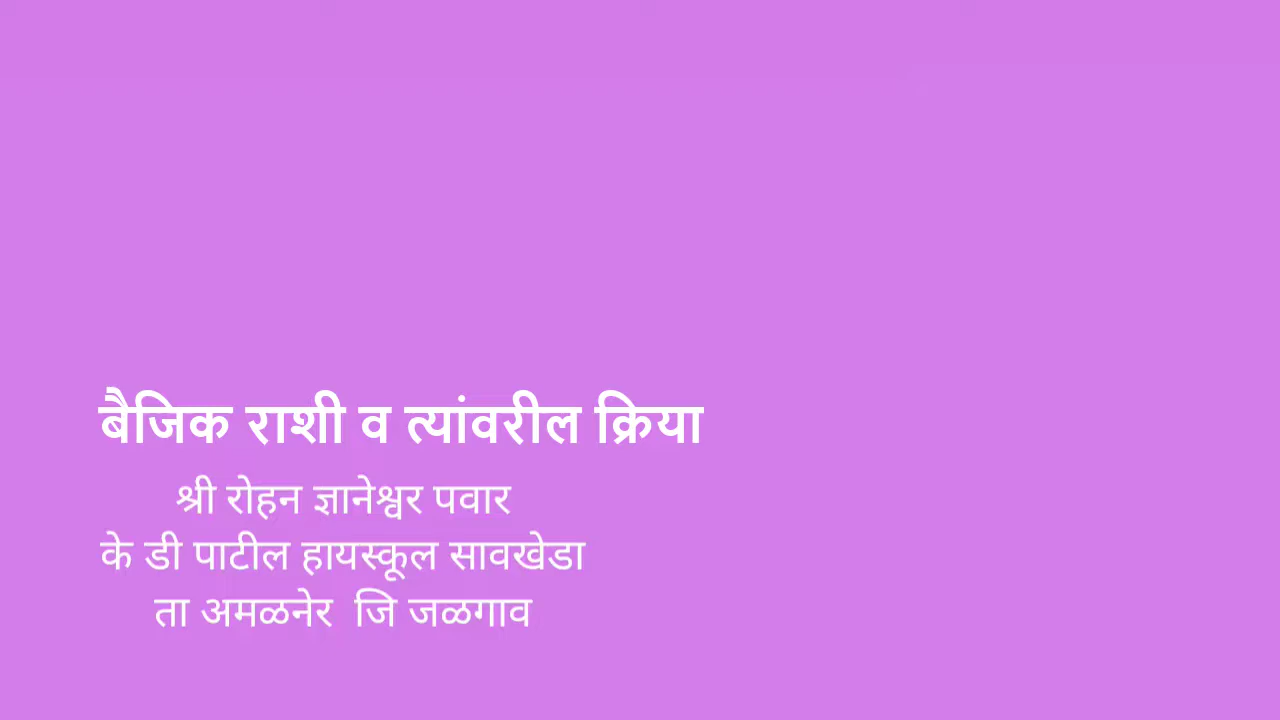 बैजिक राशी व त्यांवरील क्रिया
श्री रोहन ज्ञानेश्वर पवार
के डी पाटील हायस्कूल सावखेडा
ता अमळनेर  जि जळगाव